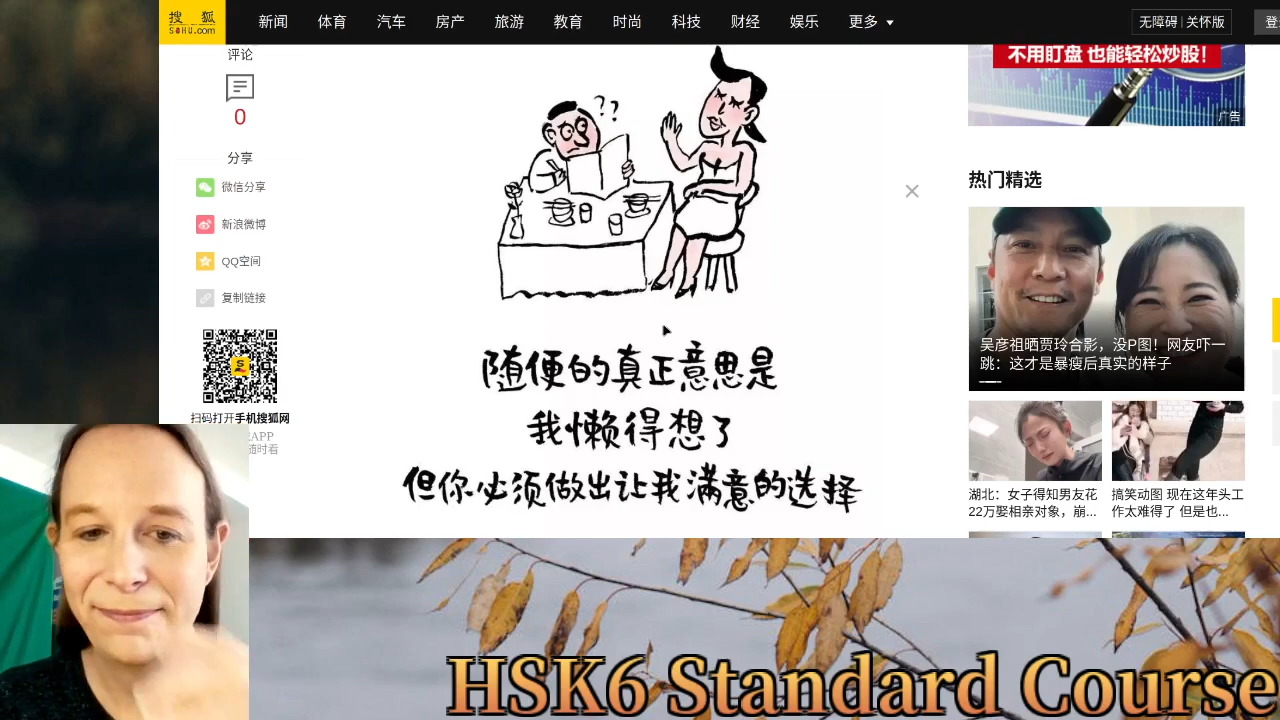 搜 狐
SOHU.com
新闻 体育 汽车 房产 旅游 教育 时尚 科技 财经 娱乐 更多
无障碍 | 关怀版
登
评论
0
分享
微信分享
新浪微博
QQ空间
复制链接
扫码打开手机搜狐网
APP
随时看
??
随便的真正意思是
我懒得想了
但你必须做出让我满意的选择
不用盯盘 也能轻松炒股！
广告
热门精选
吴彦祖晒贾玲合影，没P图！网友吓一
跳：这才是暴瘦后真实的样子
湖北：女子得知男友花
22万娶相亲对象，崩...
搞笑动图 现在这年头工
作太难得了 但是也...
HSK6 Standard Course